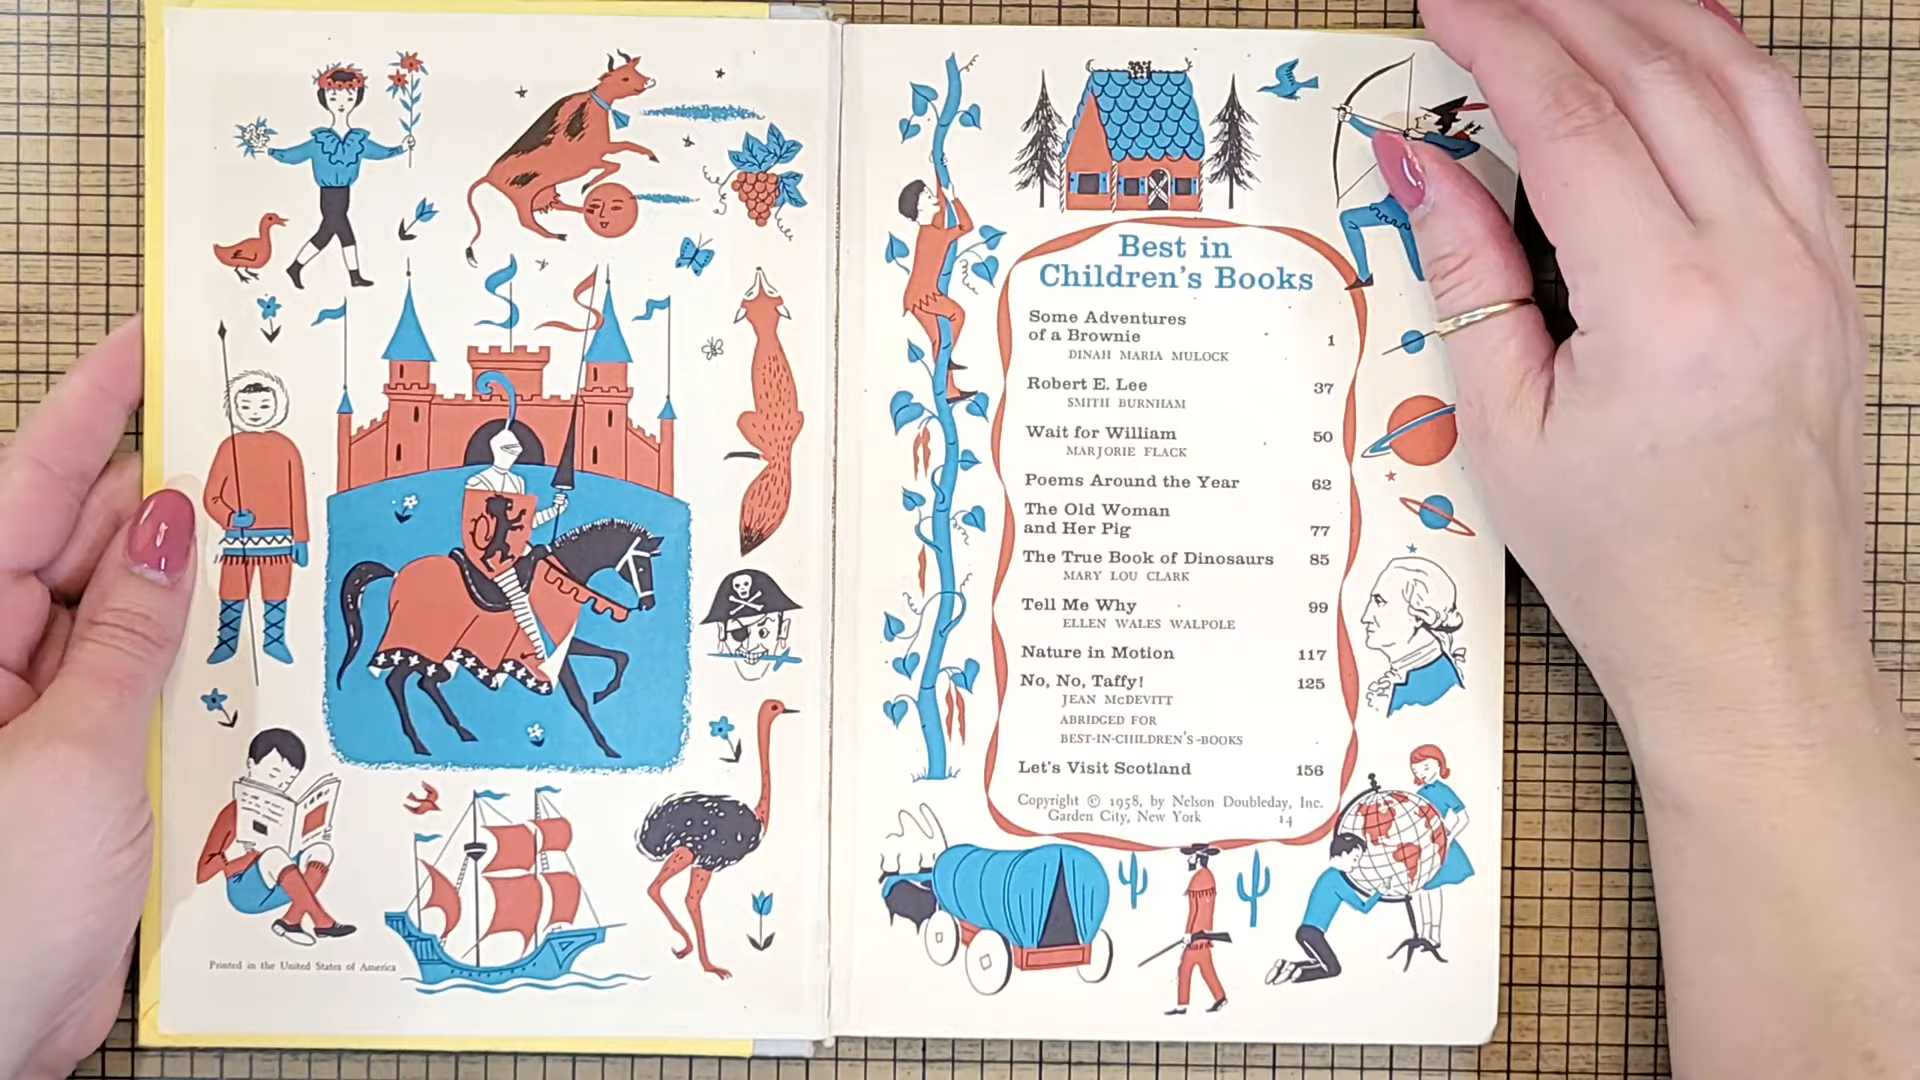 Printed in the United States of America
Best in
Children's Books
Some Adventures
of a Brownie 1
DINAH MARIA MULOCK
Robert E. Lee 37
SMITH BURNHAM
Wait for William 50
MARJORIE FLACK
Poems Around the Year 62
The Old Woman
and Her Pig 77
The True Book of Dinosaurs 85
MARY LOU CLARK
Tell Me Why 99
ELLEN WALES WALPOLE
Nature in Motion 117
No, No, Taffy! 125
JEAN McDEVITT
ABRIDGED FOR
BEST-IN-CHILDREN'S-BOOKS
Let's Visit Scotland 156
Copyright © 1958, by Nelson Doubleday, Inc.
Garden City, New York 14